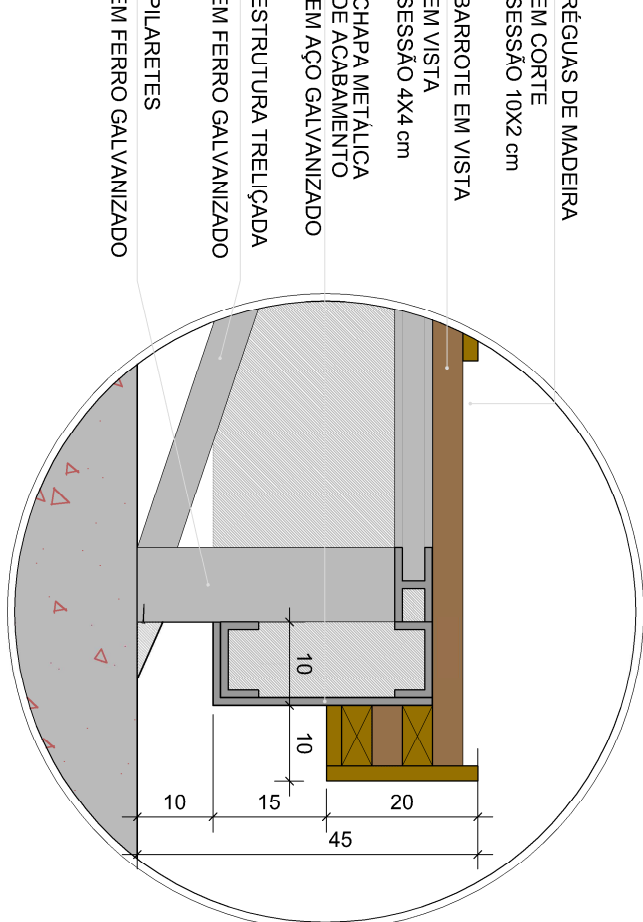 RÉGUAS DE MADEIRA
EM CORTE
SESSÃO 10X2 cm
BARROTE EM VISTA
EM VISTA
SESSÃO 4X4 cm
CHAPA METÁLICA
DE ACABAMENTO
EM AÇO GALVANIZADO
ESTRUTURA TRELIÇADA
EM FERRO GALVANIZADO
PILARETES
EM FERRO GALVANIZADO
10
10
10
15
20
45